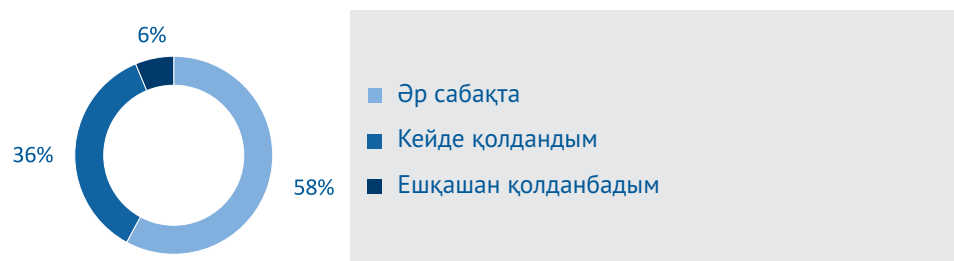 6%
36%
58%
Әр сабақта
Кейде қолдандым
Ешқашан қолданбадым